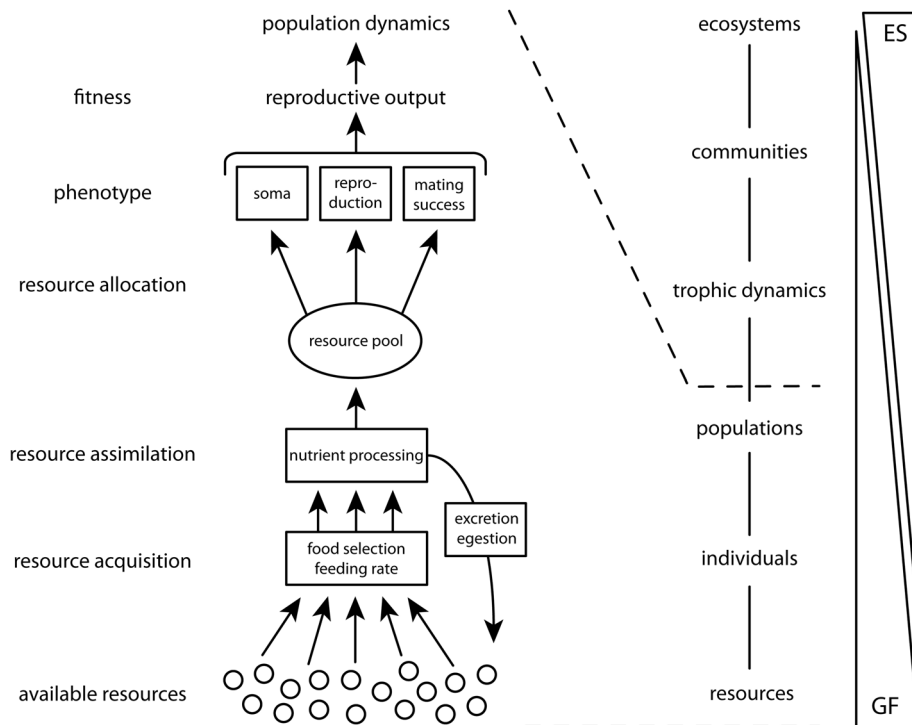 population dynamics
ecosystems
ES
fitness
reproductive output
communities
phenotype
soma
repro-
duction
mating
success
resource allocation
trophic dynamics
resource pool
populations
resource assimilation
nutrient processing
excretion
egestion
resource acquisition
food selection
feeding rate
individuals
available resources
resources
GF